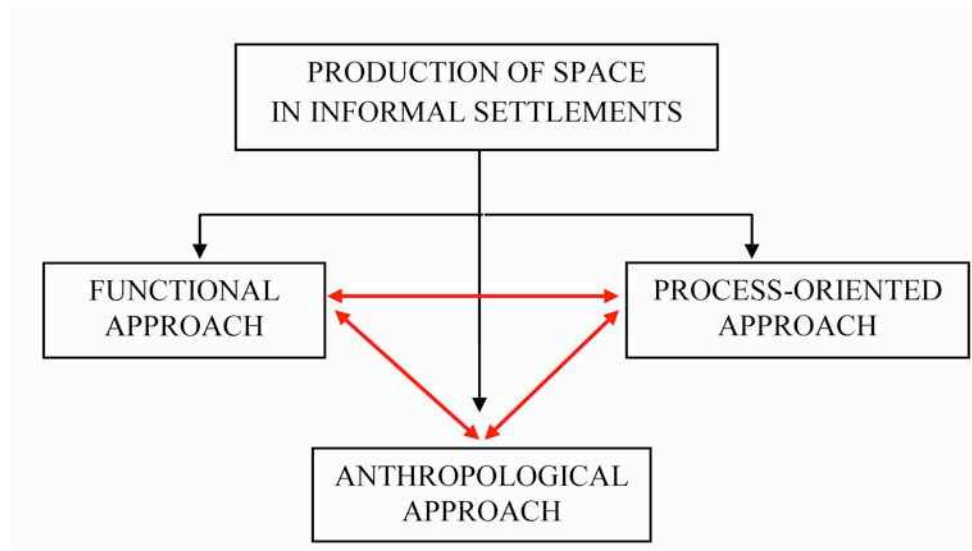 PRODUCTION OF SPACE
IN INFORMAL SETTLEMENTS
FUNCTIONAL
APPROACH
PROCESS-ORIENTED
APPROACH
ANTHROPOLOGICAL
APPROACH